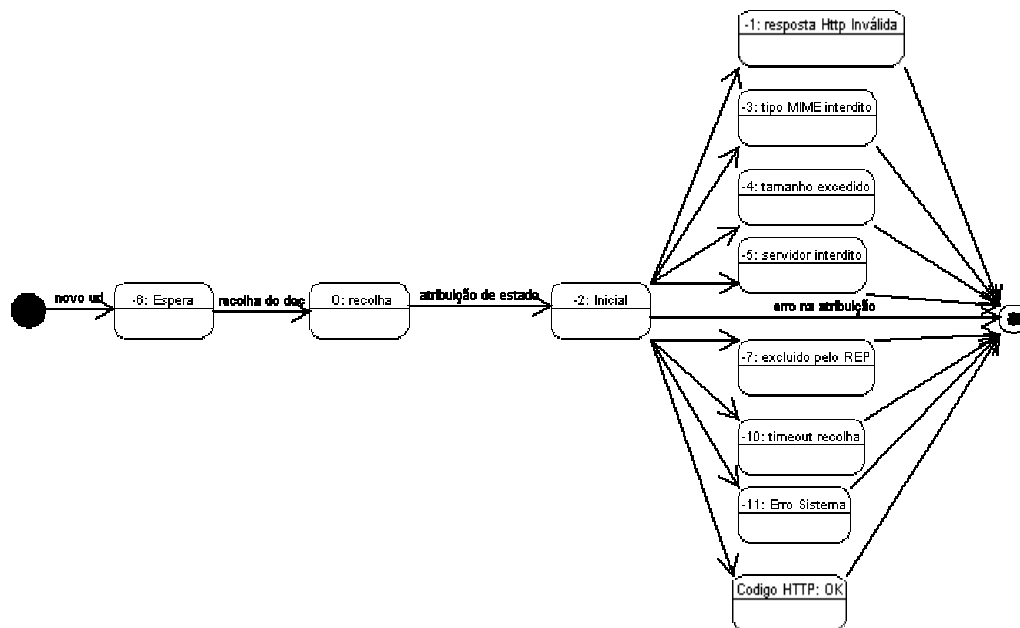 -1: resposta Http Inválida
-3: tipo MIME interdito
-4: tamanho excedido
-5: servidor interdito
novo url
-6: Espera
recolha do doc
0: recolha
atribuição de estado
-2: Inicial
erro na atribuição
-7: excluido pelo REP
-10: timeout recolha
-11: Erro Sistema
Codigo HTTP: OK